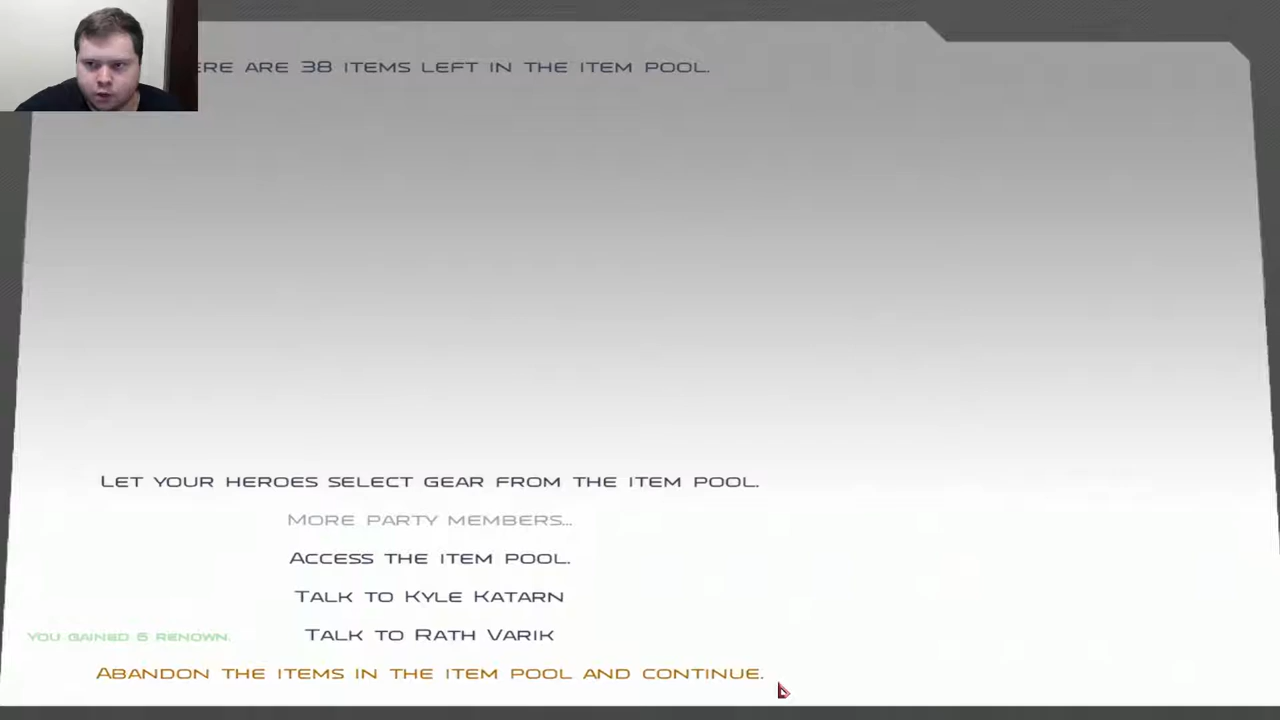 ERE ARE 38 ITEMS LEFT IN THE ITEM POOL.
LET YOUR HEROES SELECT GEAR FROM THE ITEM POOL.
MORE PARTY MEMBERS...
ACCESS THE ITEM POOL.
TALK TO KYLE KATARN
YOU GAINED 5 RENOWN.
TALK TO RATH VARIK
ABANDON THE ITEMS IN THE ITEM POOL AND CONTINUE.